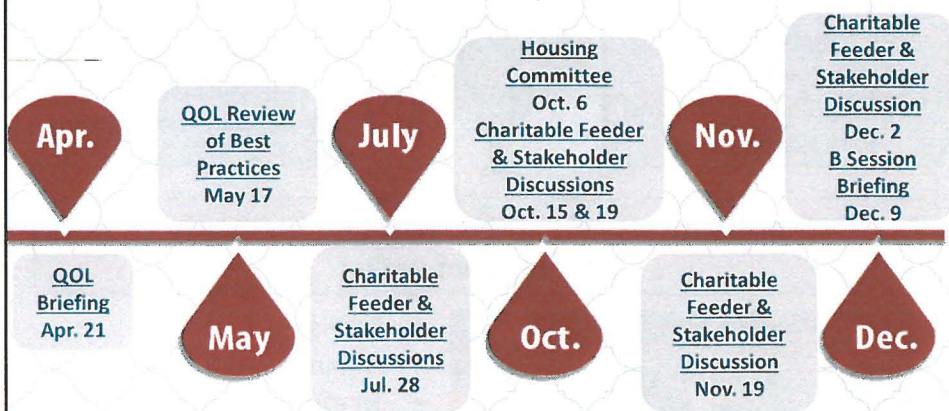 Apr.
QOL
Briefing
Apr. 21
QOL Review
of Best
Practices
May 17
May
July
Charitable
Feeder &
Stakeholder
Discussions
Jul. 28
Housing
Committee
Oct. 6
Charitable Feeder
& Stakeholder
Discussions
Oct. 15 & 19
Oct.
Nov.
Charitable
Feeder &
Stakeholder
Discussion
Nov. 19
Charitable
Feeder &
Stakeholder
Discussion
Dec. 2
B Session
Briefing
Dec. 9
Dec.